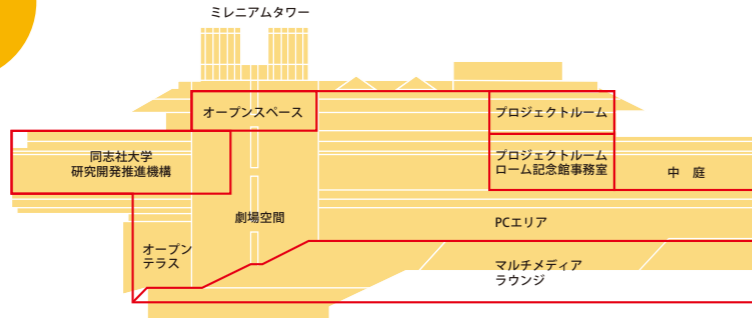 ミレニアムタワー
オープンスペース
プロジェクトルーム
同志社大学
研究開発推進機構
プロジェクトルーム
ローム記念館事務室
中 庭
劇場空間
PCエリア
オープン
テラス
マルチメディア
ラウンジ